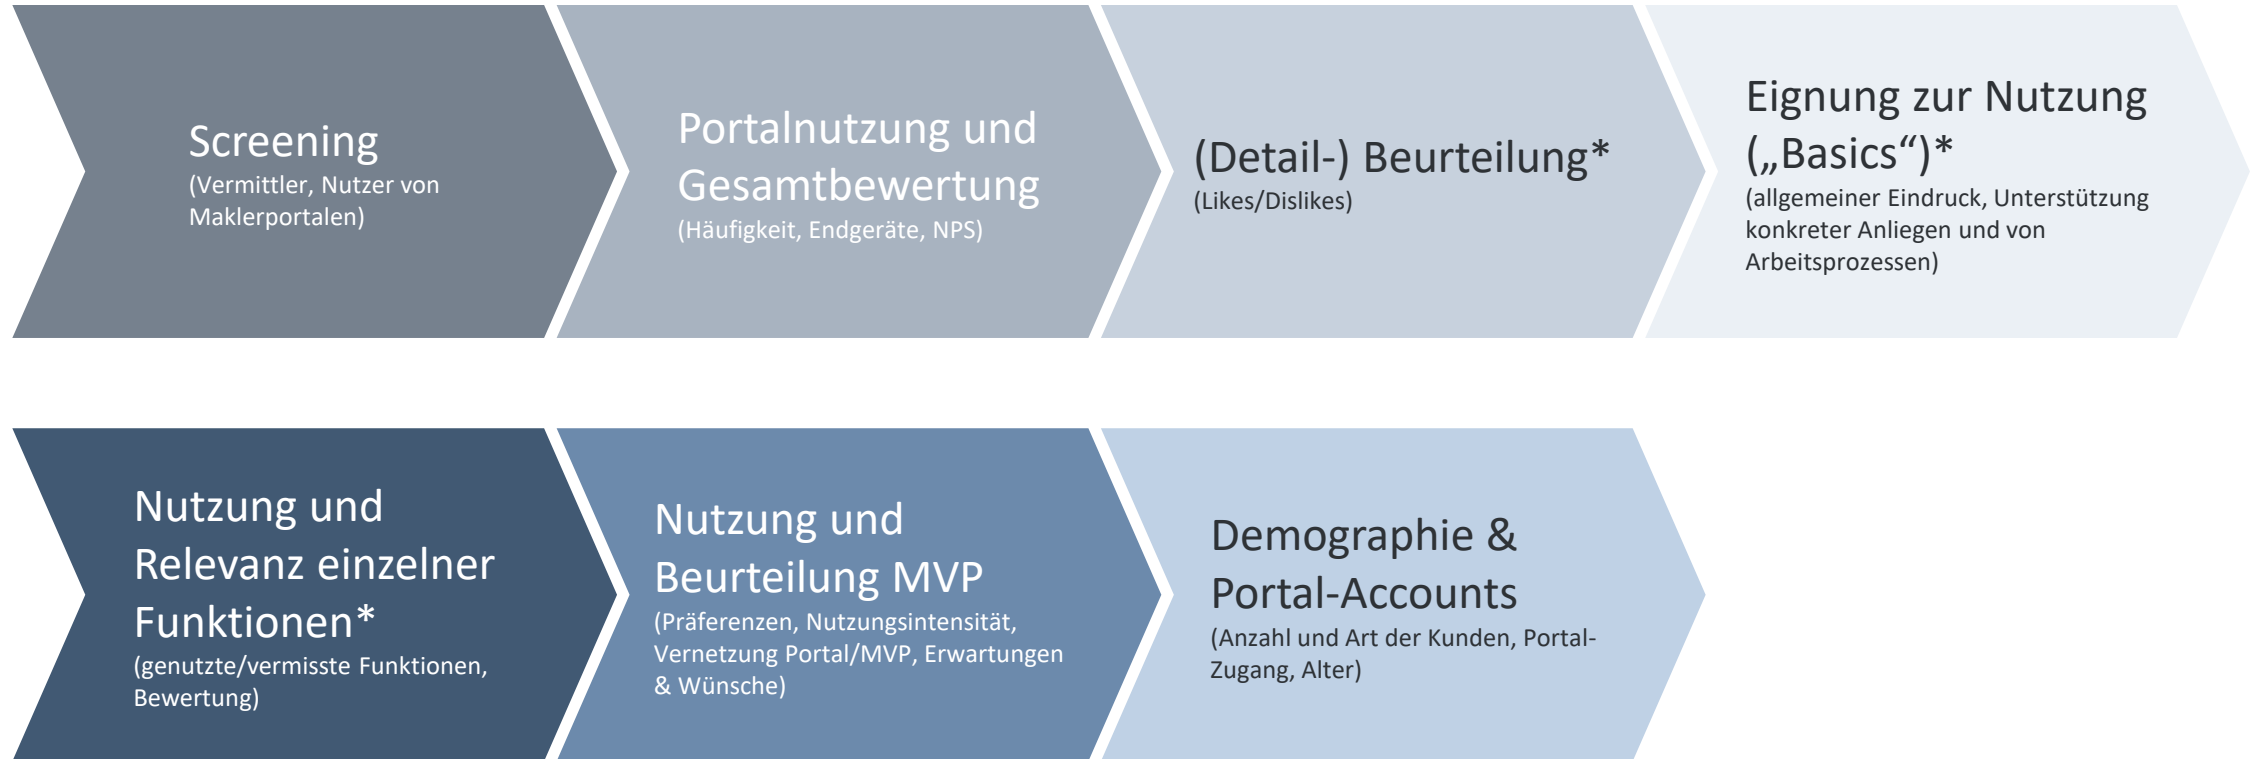 Screening
(Vermittler, Nutzer von
Maklerportalen)
Portalnutzung und
Gesamtbewertung
(Häufigkeit, Endgeräte, NPS)
(Detail-) Beurteilung*
(Likes/Dislikes)
Eignung zur Nutzung
(„Basics“)*
(allgemeiner Eindruck, Unterstützung
konkreter Anliegen und von
Arbeitsprozessen)
Nutzung und
Relevanz einzelner
Funktionen*
(genutzte/vermisste Funktionen,
Bewertung)
Nutzung und
Beurteilung MVP
(Präferenzen, Nutzungsintensität,
Vernetzung Portal/MVP, Erwartungen
& Wünsche)
Demographie &
Portal-Accounts
(Anzahl und Art der Kunden, Portal-
Zugang, Alter)